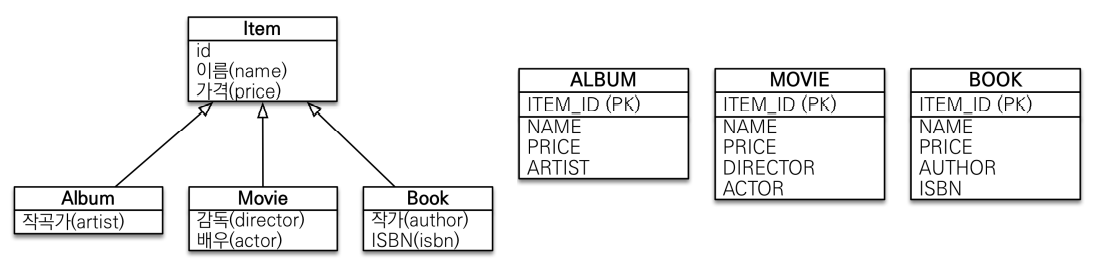 Item
id
이름(name)
가격(price)
Album
작곡가(artist)
Movie
감독(director)
배우(actor)
Book
작가(author)
ISBN(isbn)
ALBUM
ITEM_ID (PK)
NAME
PRICE
ARTIST
MOVIE
ITEM_ID (PK)
NAME
PRICE
DIRECTOR
ACTOR
BOOK
ITEM_ID (PK)
NAME
PRICE
AUTHOR
ISBN